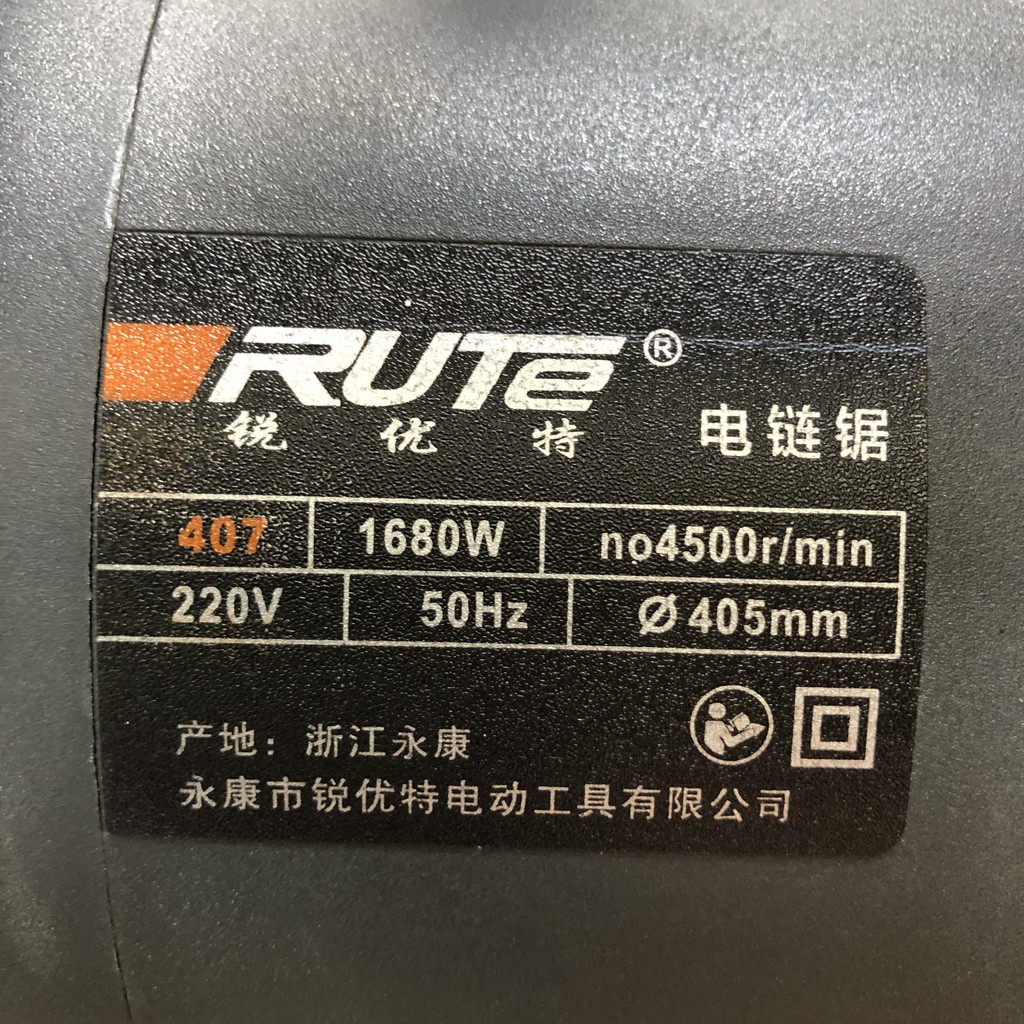 RUTe®
锐优特
电链锯
407 1680W no4500r/min
220V 50Hz Ø405mm
产地：浙江永康
永康市锐优特电动工具有限公司